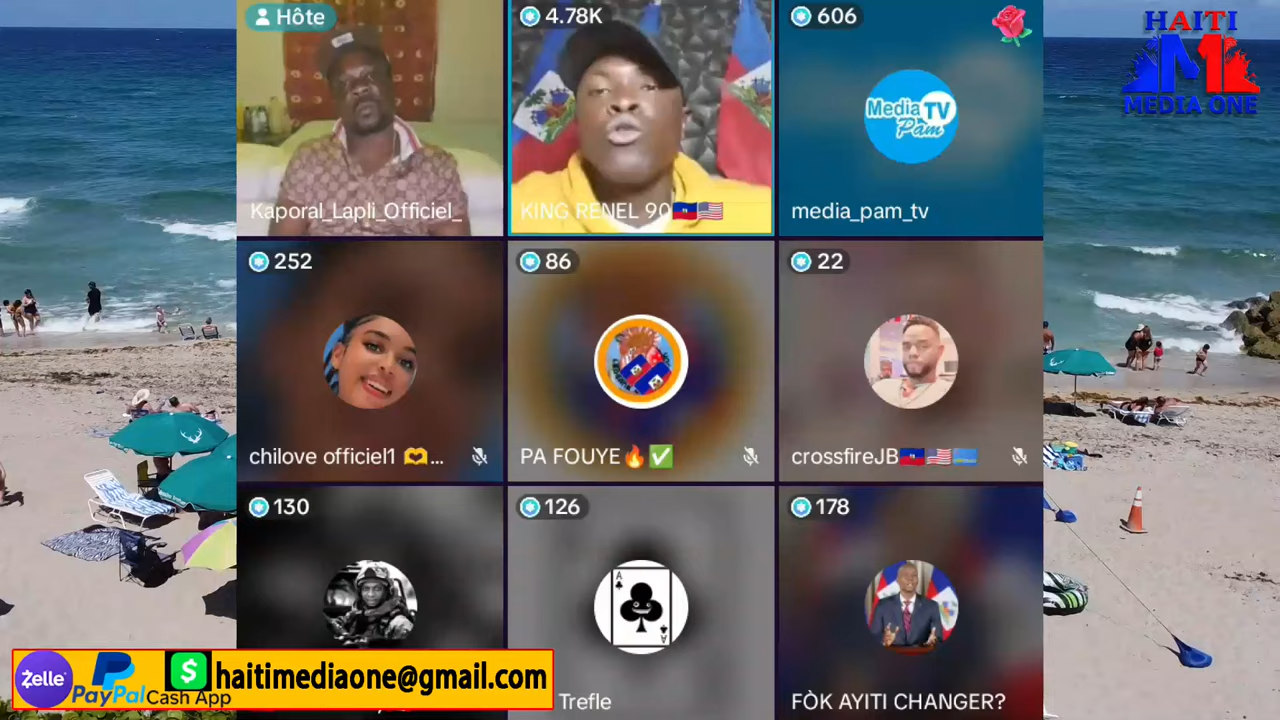 Hôte
4.78K
606
HAITI
M
MEDIA ONE
Media TV
Pam
Kaporal_Lapli_Officiel_
KING RENEL 90
media_pam_tv
252
86
22
chilove officiel1 🫶...
PA FOUYE🔥✅
crossfireJB
130
126
178
A
A
Zelle
PayPal
Cash App
$
haitimediaone@gmail.com
Trefle
FÒK AYITI CHANGER?